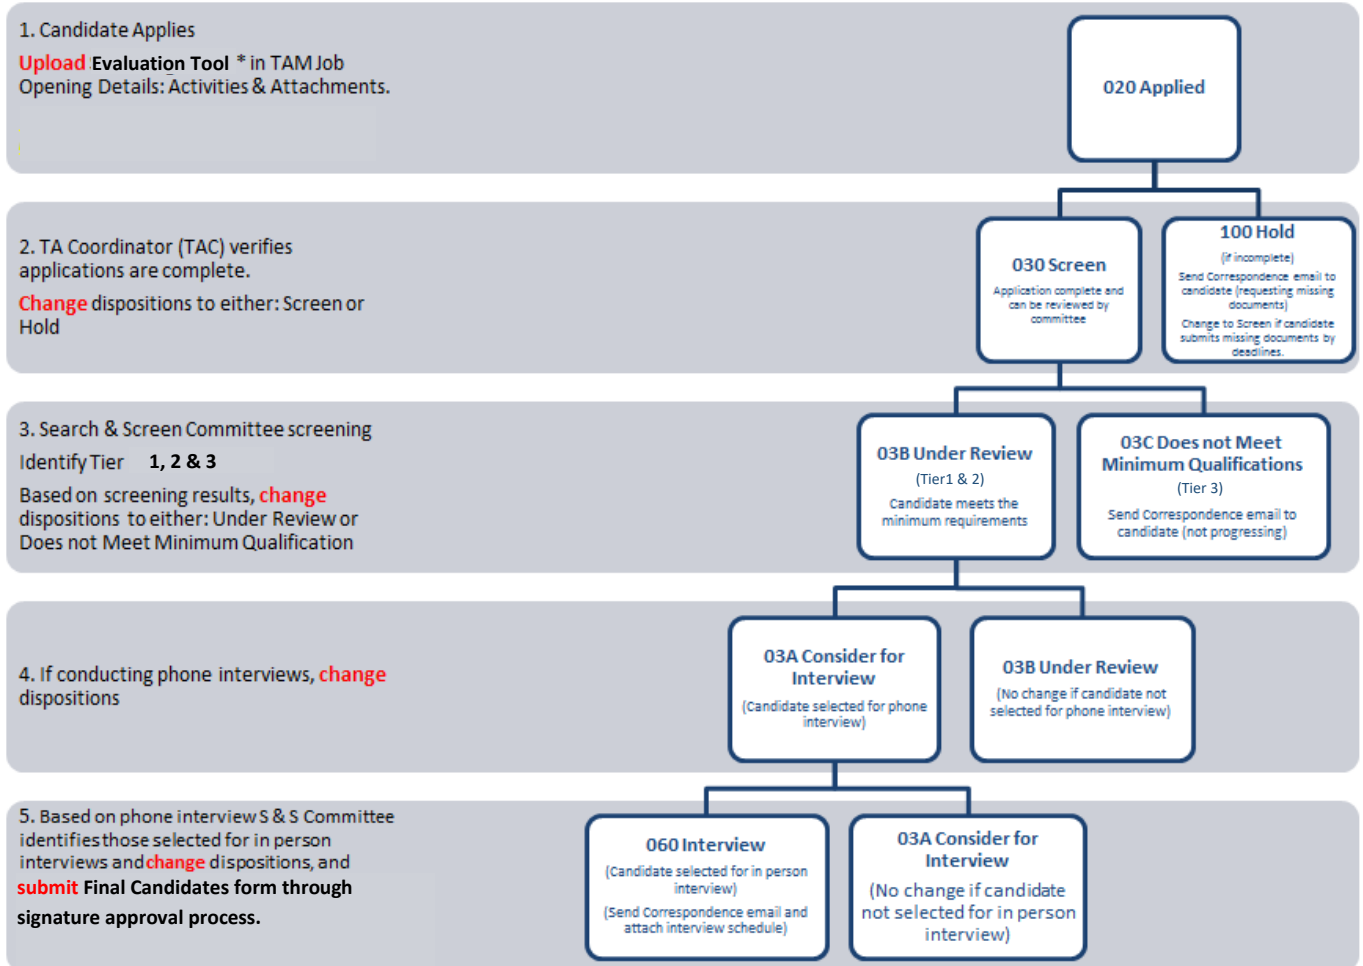 1. Candidate Applies
Upload Evaluation Tool * in TAM Job
Opening Details: Activities & Attachments.
020 Applied
2. TA Coordinator (TAC) verifies
applications are complete.
Change dispositions to either: Screen or
Hold
030 Screen
Application complete and
can be reviewed by
committee
100 Hold
(if incomplete)
Send Correspondence email to
candidate (requesting missing
documents)
Change to Screen if candidate
submits missing documents by
deadlines.
3. Search & Screen Committee screening
Identify Tier 1, 2 & 3
Based on screening results, change
dispositions to either: Under Review or
Does not Meet Minimum Qualification
03B Under Review
(Tier1 & 2)
Candidate meets the
minimum requirements
03C Does not Meet
Minimum Qualifications
(Tier 3)
Send Correspondence email to
candidate (not progressing)
4. If conducting phone interviews, change
dispositions
03A Consider for
Interview
(Candidate selected for phone
interview)
03B Under Review
(No change if candidate not
selected for phone interview)
5. Based on phone interview S & S Committee
identifies those selected for in person
interviews and change dispositions, and
submit Final Candidates form through
signature approval process.
060 Interview
(Candidate selected for in person
interview)
(Send Correspondence email and
attach interview schedule)
03A Consider for
Interview
(No change if candidate
not selected for in person
interview)